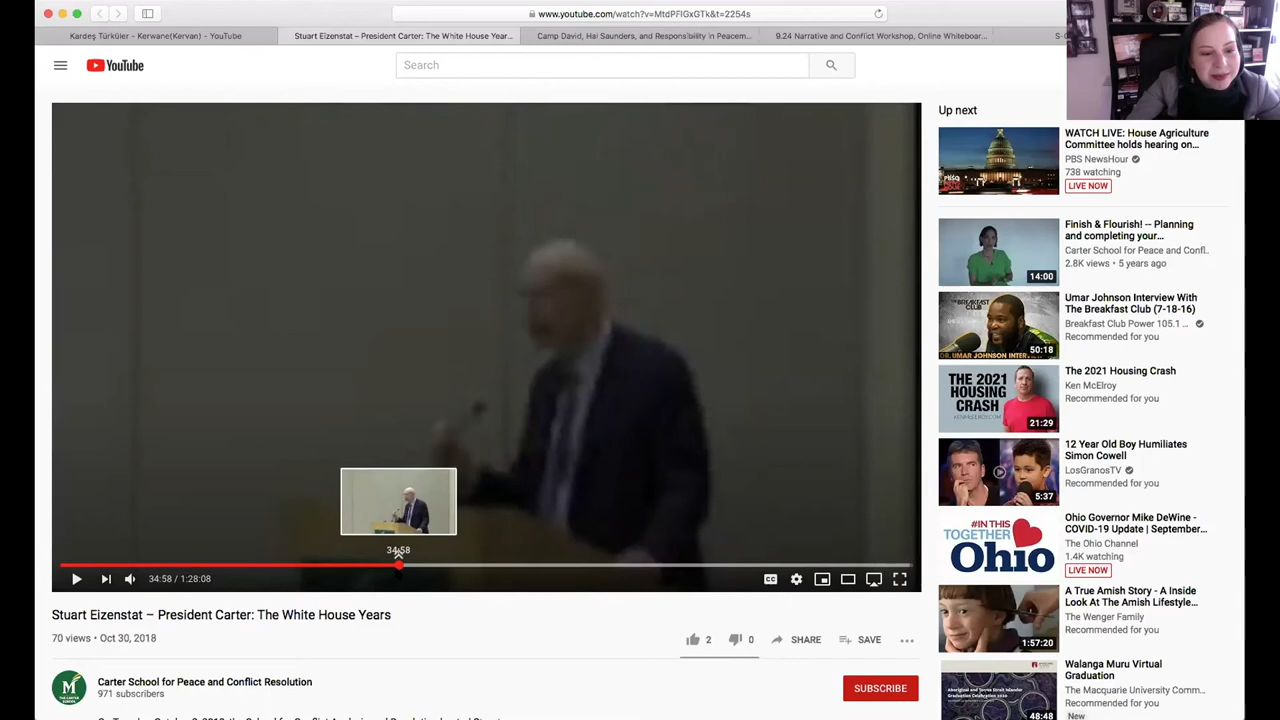 www.youtube.com/watch?v=MtdPFlGxGTk&t=2254s
Kardeş Türküler - Kerwane(Kervan) - YouTube
Stuart Eizenstat – President Carter: The White House Year...
Camp David, Hal Saunders, and Responsibility in Peacem...
9.24 Narrative and Conflict Workshop, Online Whiteboar...
YouTube
Search
Up next
WATCH LIVE: House Agriculture
Committee holds hearing on...
PBS NewsHour
738 watching
LIVE NOW
Finish & Flourish! -- Planning
and completing your...
Carter School for Peace and Confl..
2.8K views • 5 years ago
14:00
Umar Johnson Interview With
The Breakfast Club (7-18-16)
Breakfast Club Power 105.1 ...
Recommended for you
50:18
THE 2021
HOUSING
CRASH
The 2021 Housing Crash
Ken McElroy
Recommended for you
21:29
12 Year Old Boy Humiliates
Simon Cowell
LosGranosTV
Recommended for you
5:37
#IN THIS
TOGETHER
Ohio
Ohio Governor Mike DeWine -
COVID-19 Update | September...
The Ohio Channel
1.4K watching
LIVE NOW
A True Amish Story - A Inside
Look At The Amish Lifestyle...
The Wenger Family
Recommended for you
1:57:20
Walanga Muru Virtual
Graduation
The Macquarie University Comm...
Recommended for you
New
48:48
34:58
34:58 / 1:28:08
CC
Stuart Eizenstat – President Carter: The White House Years
70 views • Oct 30, 2018
2
0
SHARE
SAVE
Carter School for Peace and Conflict Resolution
971 subscribers
SUBSCRIBE